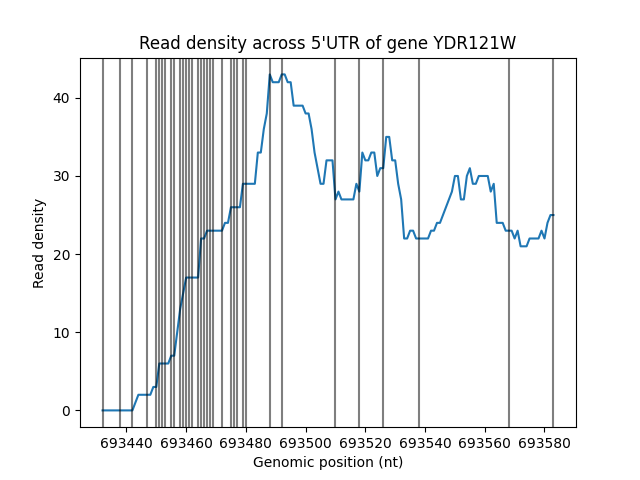 Read density across 5'UTR of gene YDR121W
Read density
40
30
20
10
0
693440 693460 693480 693500 693520 693540 693560 693580
Genomic position (nt)